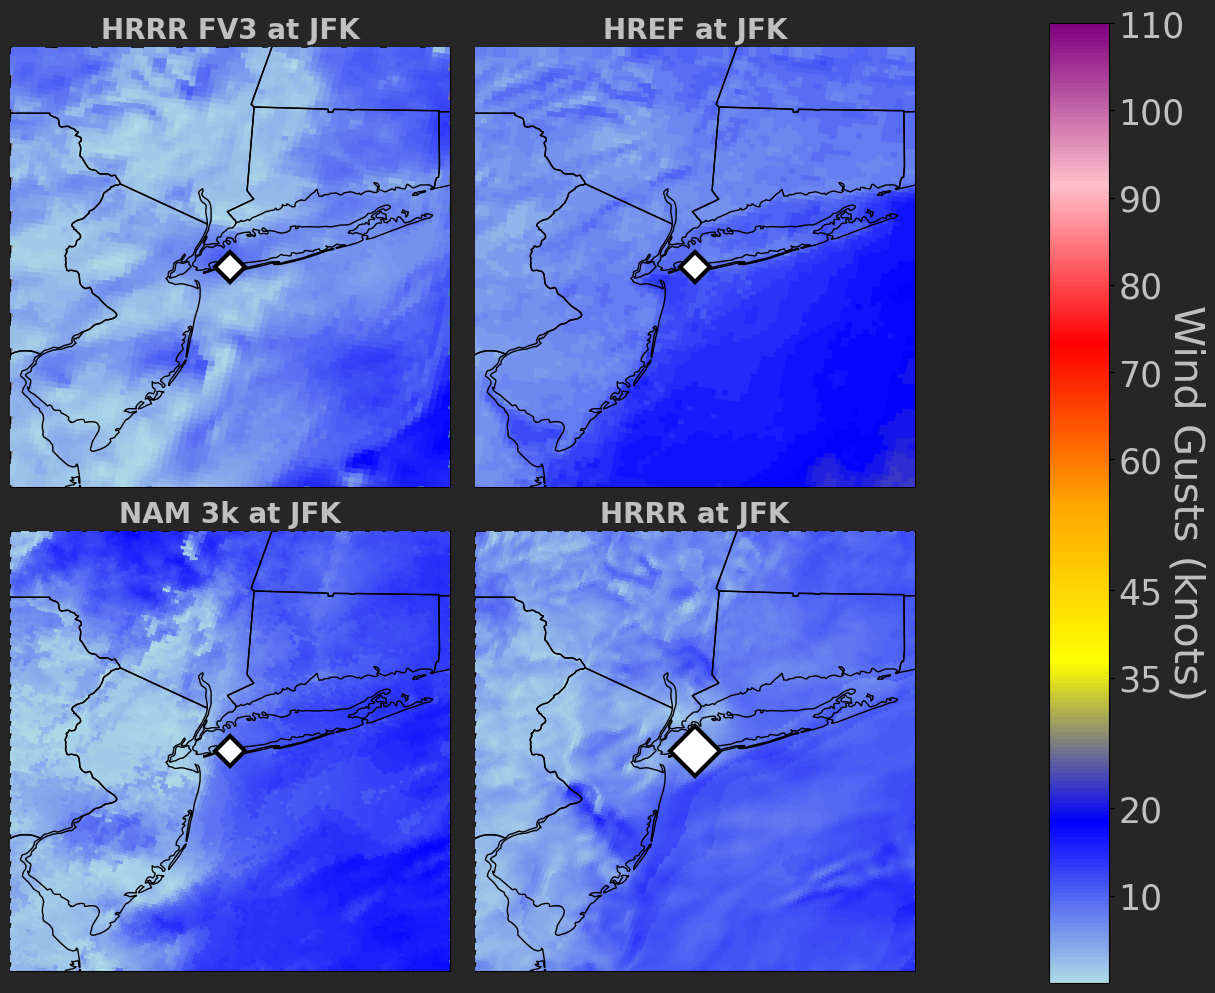 HRRR FV3 at JFK
HREF at JFK
NAM 3k at JFK
HRRR at JFK
110
100
90
80
70
60
45
35
20
10
Wind Gusts (knots)